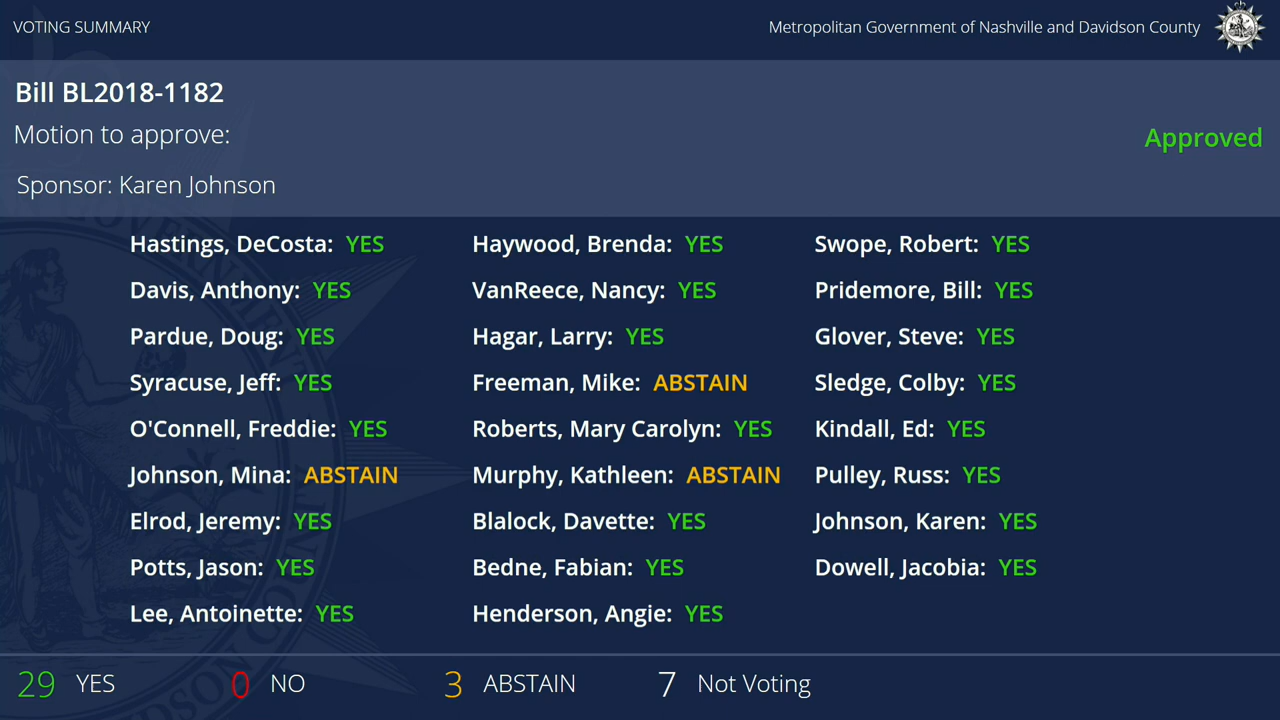 VOTING SUMMARY
Metropolitan Government of Nashville and Davidson County
Bill BL2018-1182
Motion to approve:
Approved
Sponsor: Karen Johnson
Hastings, DeCosta: YES
Haywood, Brenda: YES
Swope, Robert: YES
Davis, Anthony: YES
VanReece, Nancy: YES
Pridemore, Bill: YES
Pardue, Doug: YES
Hagar, Larry: YES
Glover, Steve: YES
Syracuse, Jeff: YES
Freeman, Mike: ABSTAIN
Sledge, Colby: YES
O'Connell, Freddie: YES
Roberts, Mary Carolyn: YES
Kindall, Ed: YES
Johnson, Mina: ABSTAIN
Murphy, Kathleen: ABSTAIN
Pulley, Russ: YES
Elrod, Jeremy: YES
Blalock, Davette: YES
Johnson, Karen: YES
Potts, Jason: YES
Bedne, Fabian: YES
Dowell, Jacobia: YES
Lee, Antoinette: YES
Henderson, Angie: YES
29 YES
0 NO
3 ABSTAIN
7 Not Voting